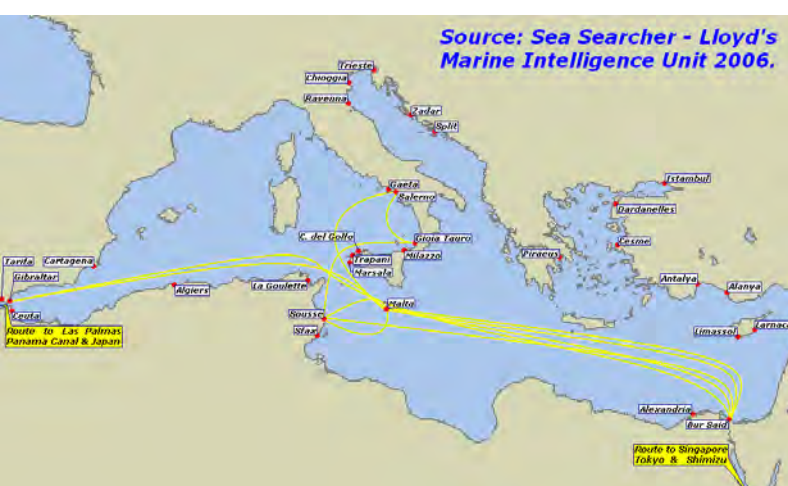 Source: Sea Searcher - Lloyd's
Marine Intelligence Unit 2006.
Trieste
Chioggia
Ravenna
Zadar
Split
Istambul
Gaeta
Salerno
Dardanelles
C. del Golfo
Gioia Tauro
Cesme
Tarifa
Cartagena
Trapani
Milazzo
Piraeus
Gibraltar
Marsala
Antalya
Algiers
La Goulette
Alanya
Malta
Ceuta
Sousse
Larnaca
Route to Las Palmas
Panama Canal & Japan
Sfax
Limassol
Alexandria
Bur Said
Route to Singapore
Tokyo & Shimizu